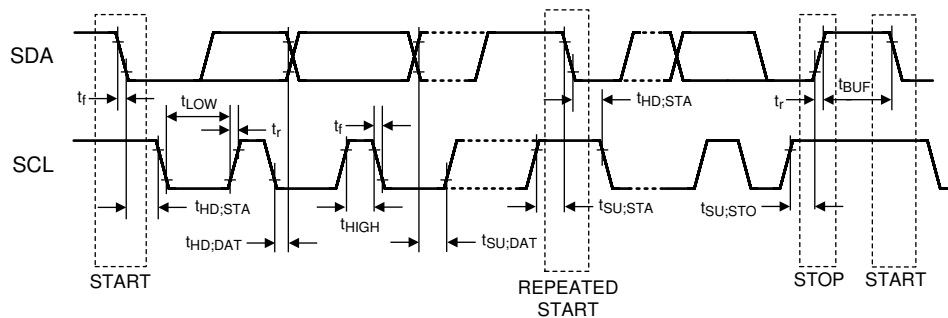 SDA
tf
tLOW
tr
tf
tHD;STA
tr
tBUF
SCL
tHD;STA
tHIGH
tSU;STA
tSU;STO
tHD;DAT
tSU;DAT
START
REPEATED
START
STOP
START